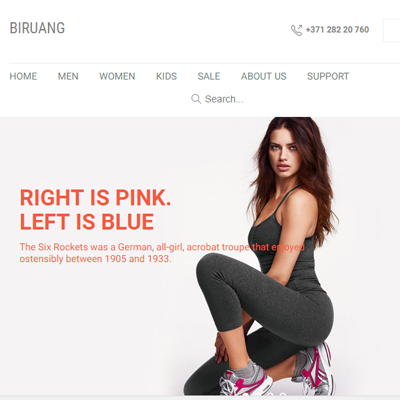 BIRUANG
+371 282 20 760
HOME MEN WOMEN KIDS SALE ABOUT US SUPPORT
Search...
RIGHT IS PINK.
LEFT IS BLUE
The Six Rockets was a German, all-girl, acrobat troupe that enjoyed
ostensibly between 1905 and 1933.